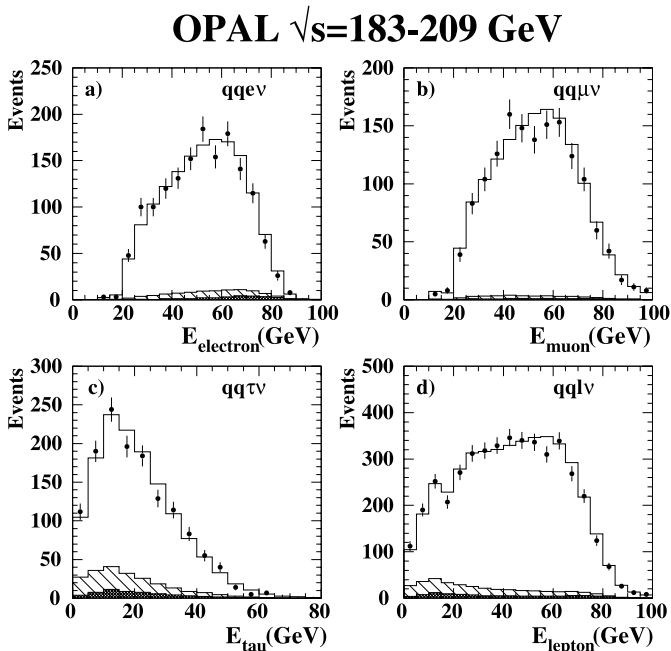 OPAL √s=183-209 GeV
Events
250
200
150
100
50
0
a)
qqeν
0 20 40 60 80 100
E_electron(GeV)
Events
200
150
100
50
0
b)
qqμν
0 20 40 60 80 100
E_muon(GeV)
Events
300
250
200
150
100
50
0
c)
qqτν
0 20 40 60 80
E_tau(GeV)
Events
500
400
300
200
100
0
d)
qqlν
0 20 40 60 80 100
E_lepton(GeV)